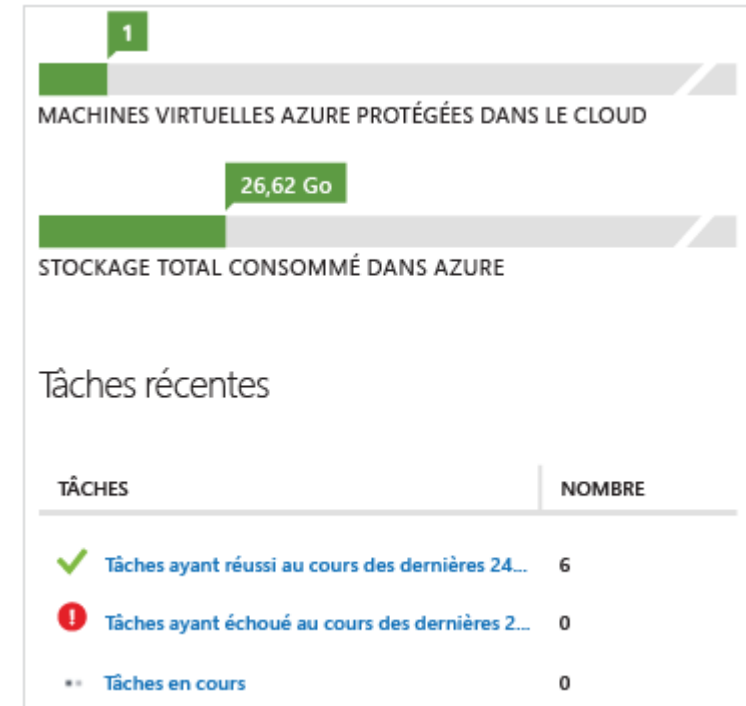 1
MACHINES VIRTUELLES AZURE PROTÉGÉES DANS LE CLOUD
26,62 Go
STOCKAGE TOTAL CONSOMMÉ DANS AZURE
Tâches récentes
TÂCHES NOMBRE
Tâches ayant réussi au cours des dernières 24... 6
Tâches ayant échoué au cours des dernières 2... 0
Tâches en cours 0